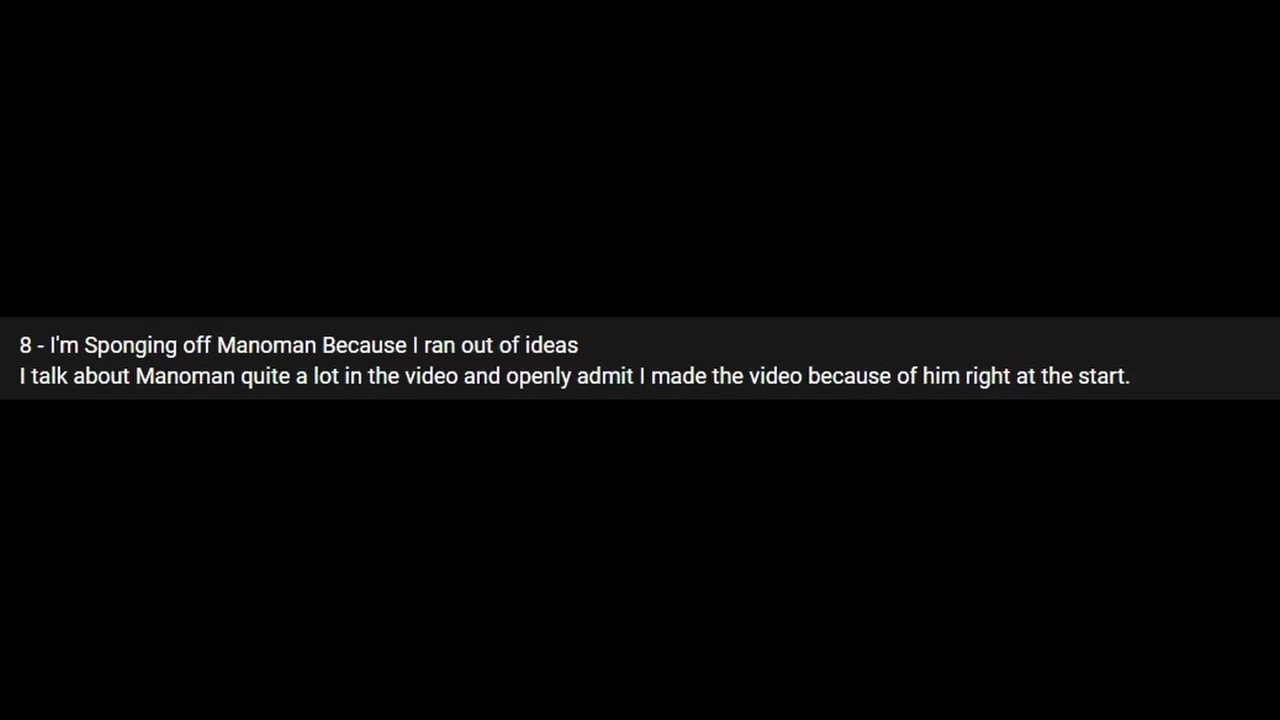 8 - I'm Sponging off Manoman Because I ran out of ideas
I talk about Manoman quite a lot in the video and openly admit I made the video because of him right at the start.